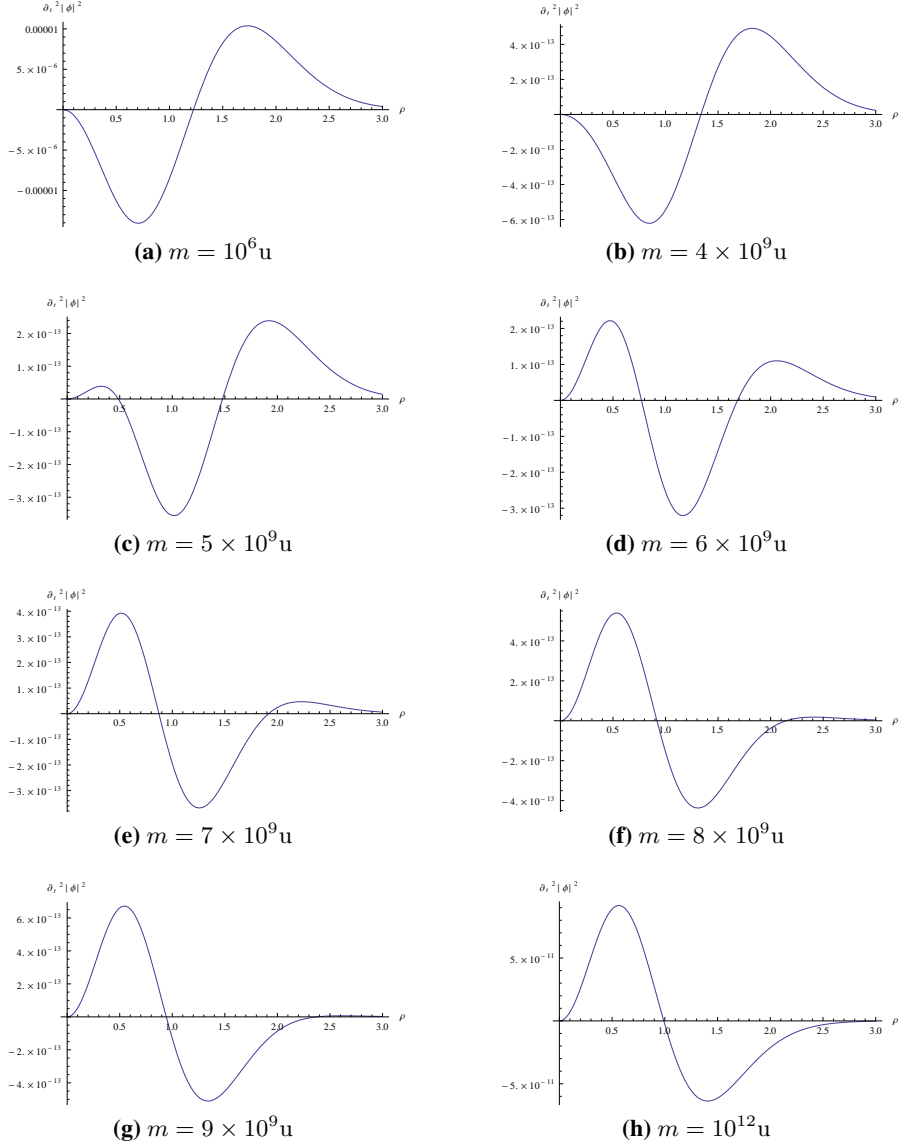 ∂ₜ² |ϕ|²
0.00001
5.×10⁻⁶
−5.×10⁻⁶
−0.00001
0.5 1.0 1.5 2.0 2.5 3.0 ρ
(a) m = 10⁶u
∂ₜ² |ϕ|²
4.×10⁻¹³
2.×10⁻¹³
−2.×10⁻¹³
−4.×10⁻¹³
−6.×10⁻¹³
0.5 1.0 1.5 2.0 2.5 3.0 ρ
(b) m = 4 × 10⁹u
∂ₜ² |ϕ|²
2.×10⁻¹³
1.×10⁻¹³
−1.×10⁻¹³
−2.×10⁻¹³
−3.×10⁻¹³
0.5 1.0 1.5 2.0 2.5 3.0 ρ
(c) m = 5 × 10⁹u
∂ₜ² |ϕ|²
2.×10⁻¹³
1.×10⁻¹³
−1.×10⁻¹³
−2.×10⁻¹³
−3.×10⁻¹³
0.5 1.0 1.5 2.0 2.5 3.0 ρ
(d) m = 6 × 10⁹u
∂ₜ² |ϕ|²
4.×10⁻¹³
3.×10⁻¹³
2.×10⁻¹³
1.×10⁻¹³
−1.×10⁻¹³
−2.×10⁻¹³
−3.×10⁻¹³
0.5 1.0 1.5 2.0 2.5 3.0 ρ
(e) m = 7 × 10⁹u
∂ₜ² |ϕ|²
4.×10⁻¹³
2.×10⁻¹³
−2.×10⁻¹³
−4.×10⁻¹³
0.5 1.0 1.5 2.0 2.5 3.0 ρ
(f) m = 8 × 10⁹u
∂ₜ² |ϕ|²
6.×10⁻¹³
4.×10⁻¹³
2.×10⁻¹³
−2.×10⁻¹³
−4.×10⁻¹³
0.5 1.0 1.5 2.0 2.5 3.0 ρ
(g) m = 9 × 10⁹u
∂ₜ² |ϕ|²
5.×10⁻¹¹
−5.×10⁻¹¹
0.5 1.0 1.5 2.0 2.5 3.0 ρ
(h) m = 10¹²u